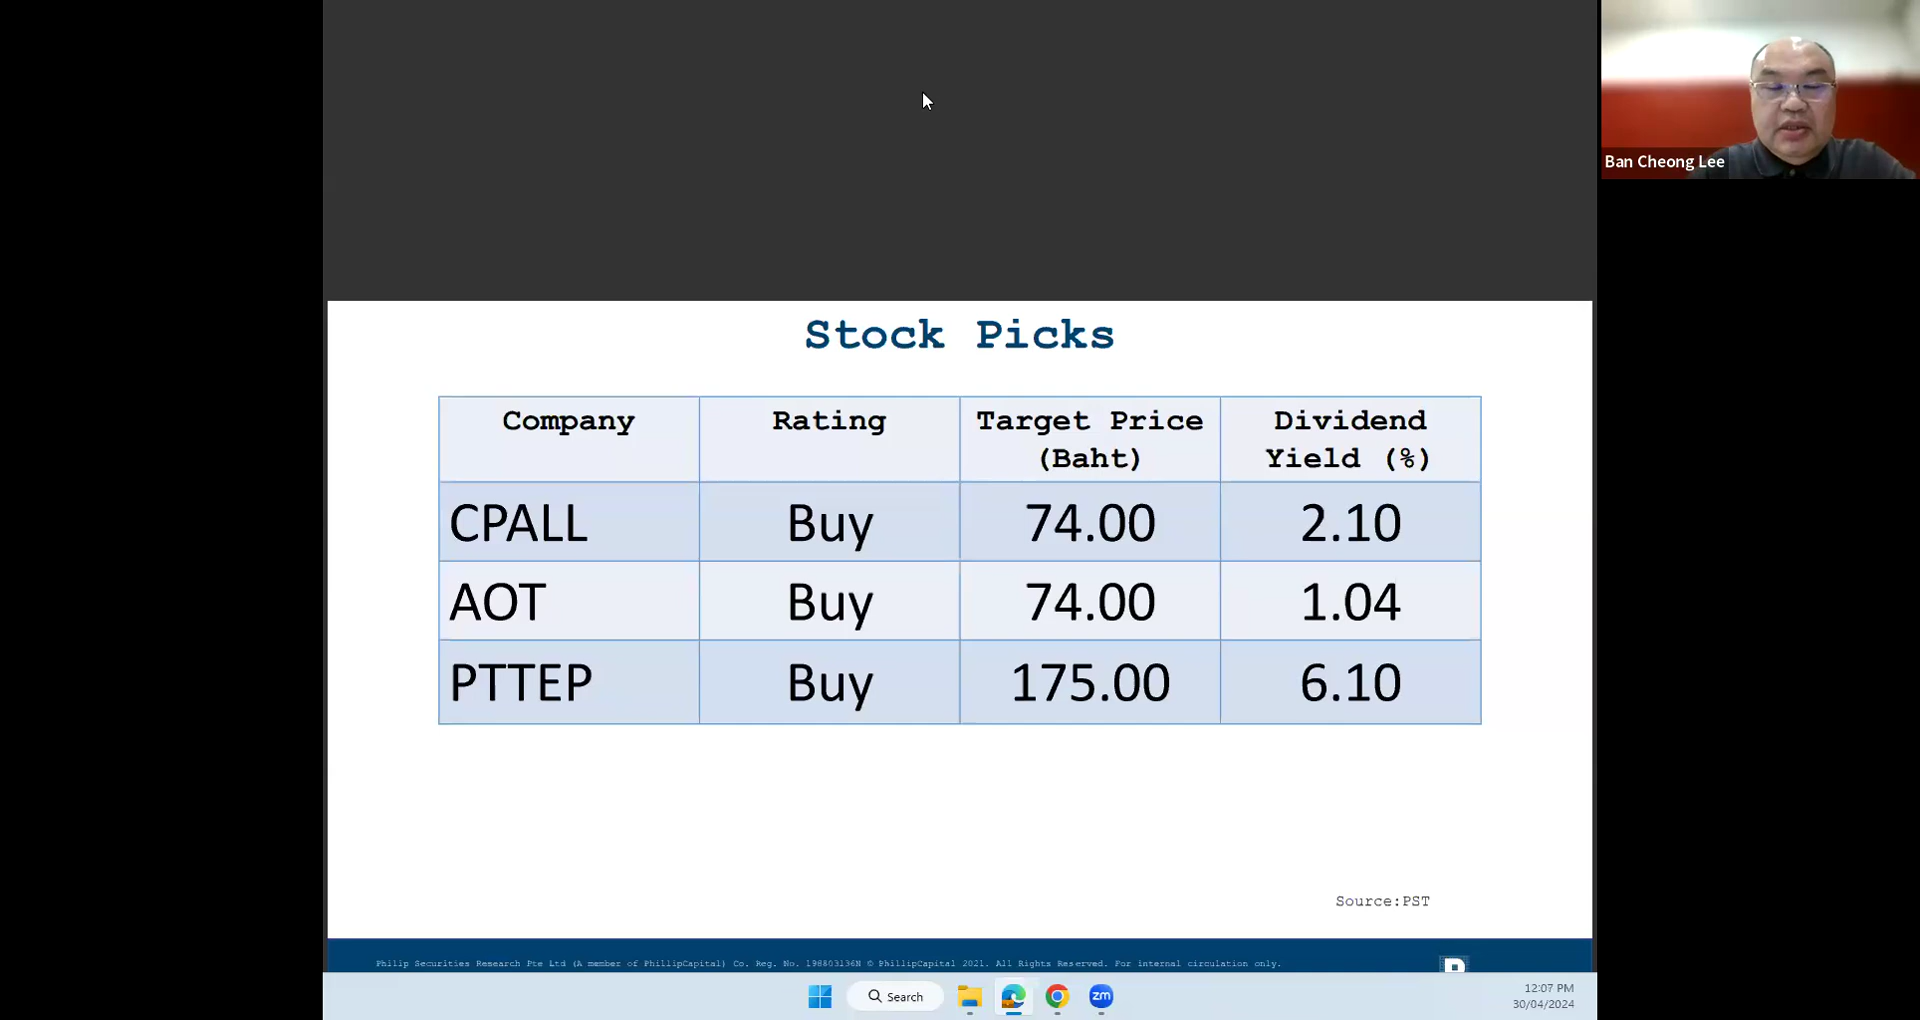 Ban Cheong Lee
Stock Picks
Company Rating Target Price (Baht) Dividend Yield (%)
CPALL Buy 74.00 2.10
AOT Buy 74.00 1.04
PTTEP Buy 175.00 6.10
Source:PST
Philip Securities Research Pte Ltd (A member of PhillipCapital) Co. Reg. No. 198803136N © PhillipCapital 2021. All Rights Reserved. For internal circulation only.
Search
zm
12:07 PM
30/04/2024